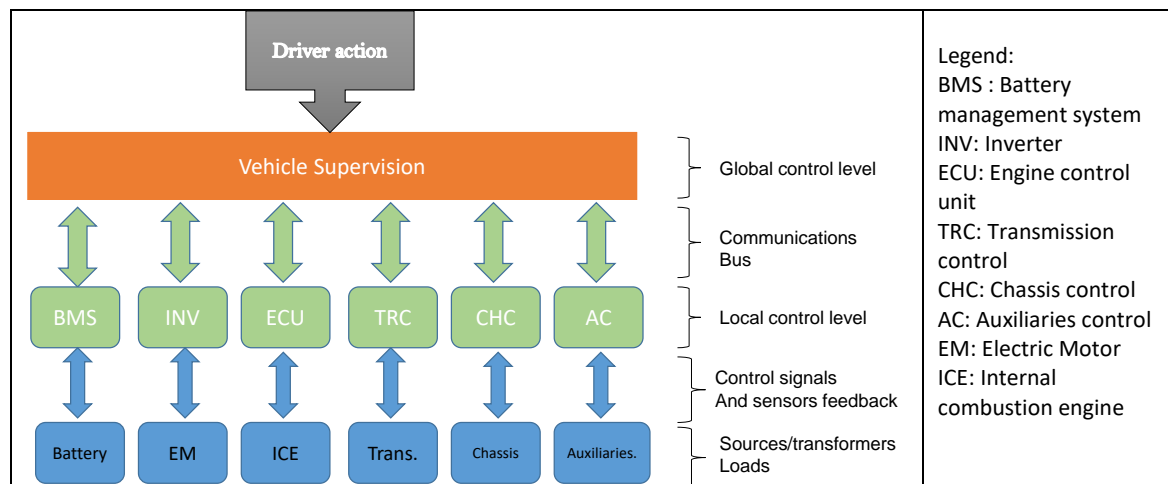 Driver action
Vehicle Supervision
Global control level
Communications
Bus
BMS INV ECU TRC CHC AC
Local control level
Control signals
And sensors feedback
Battery EM ICE Trans. Chassis Auxiliaries.
Sources/transformers
Loads
Legend:
BMS : Battery
management system
INV: Inverter
ECU: Engine control
unit
TRC: Transmission
control
CHC: Chassis control
AC: Auxiliaries control
EM: Electric Motor
ICE: Internal
combustion engine